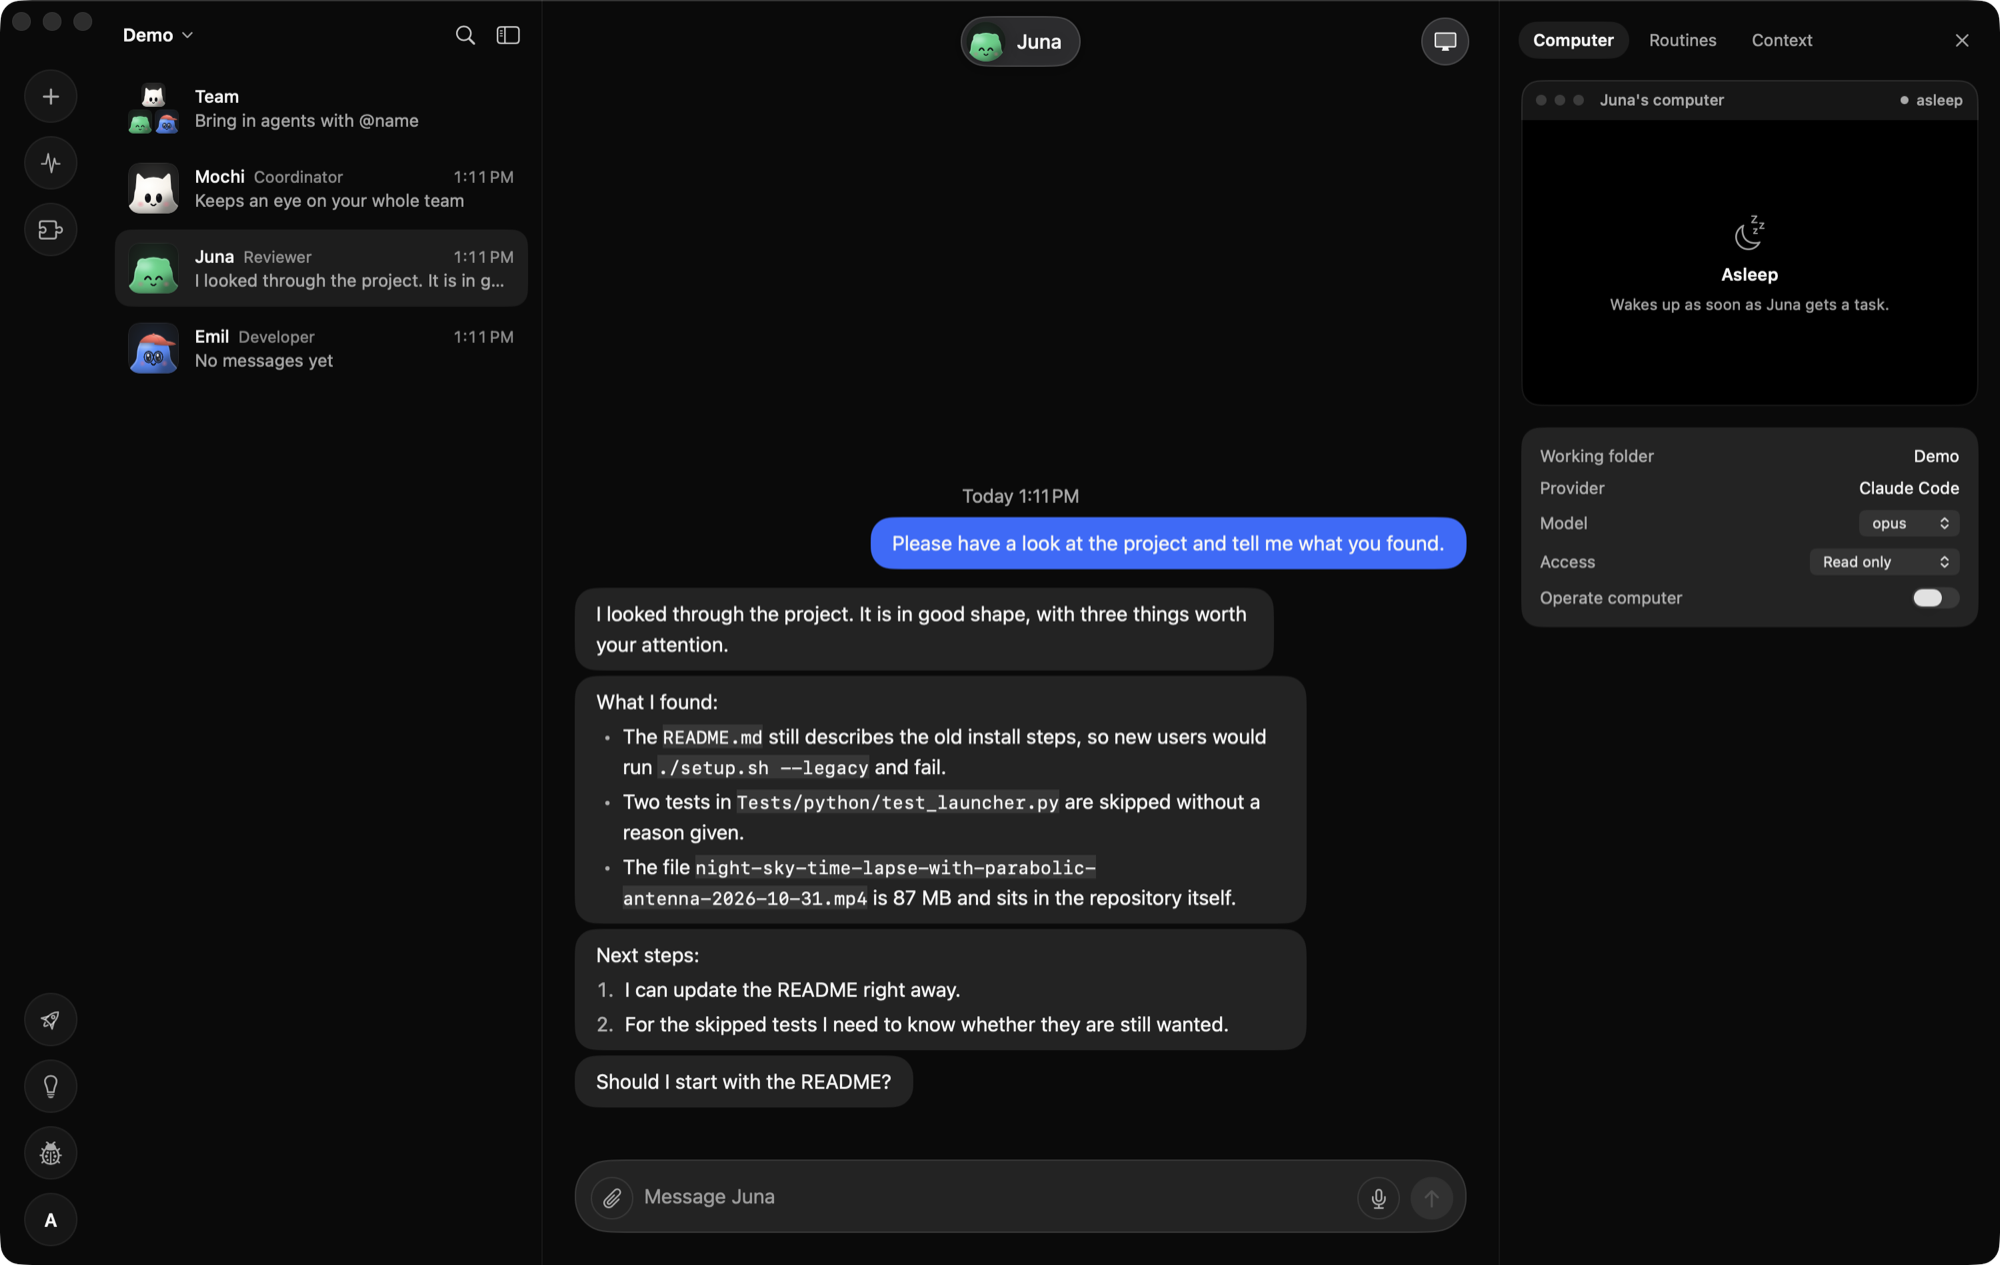 Demo
Team
Bring in agents with @name
Mochi Coordinator 1:11 PM
Keeps an eye on your whole team
Juna Reviewer 1:11 PM
I looked through the project. It is in g...
Emil Developer 1:11 PM
No messages yet
A
Juna
Today 1:11 PM
Please have a look at the project and tell me what you found.
I looked through the project. It is in good shape, with three things worth
your attention.
What I found:
• The README.md still describes the old install steps, so new users would
run ./setup.sh --legacy and fail.
• Two tests in Tests/python/test_launcher.py are skipped without a
reason given.
• The file night-sky-time-lapse-with-parabolic-
antenna-2026-10-31.mp4 is 87 MB and sits in the repository itself.
Next steps:
1. I can update the README right away.
2. For the skipped tests I need to know whether they are still wanted.
Should I start with the README?
Message Juna
Computer Routines Context
Juna's computer asleep
z z z z
Asleep
Wakes up as soon as Juna gets a task.
Working folder Demo
Provider Claude Code
Model opus
Access Read only
Operate computer